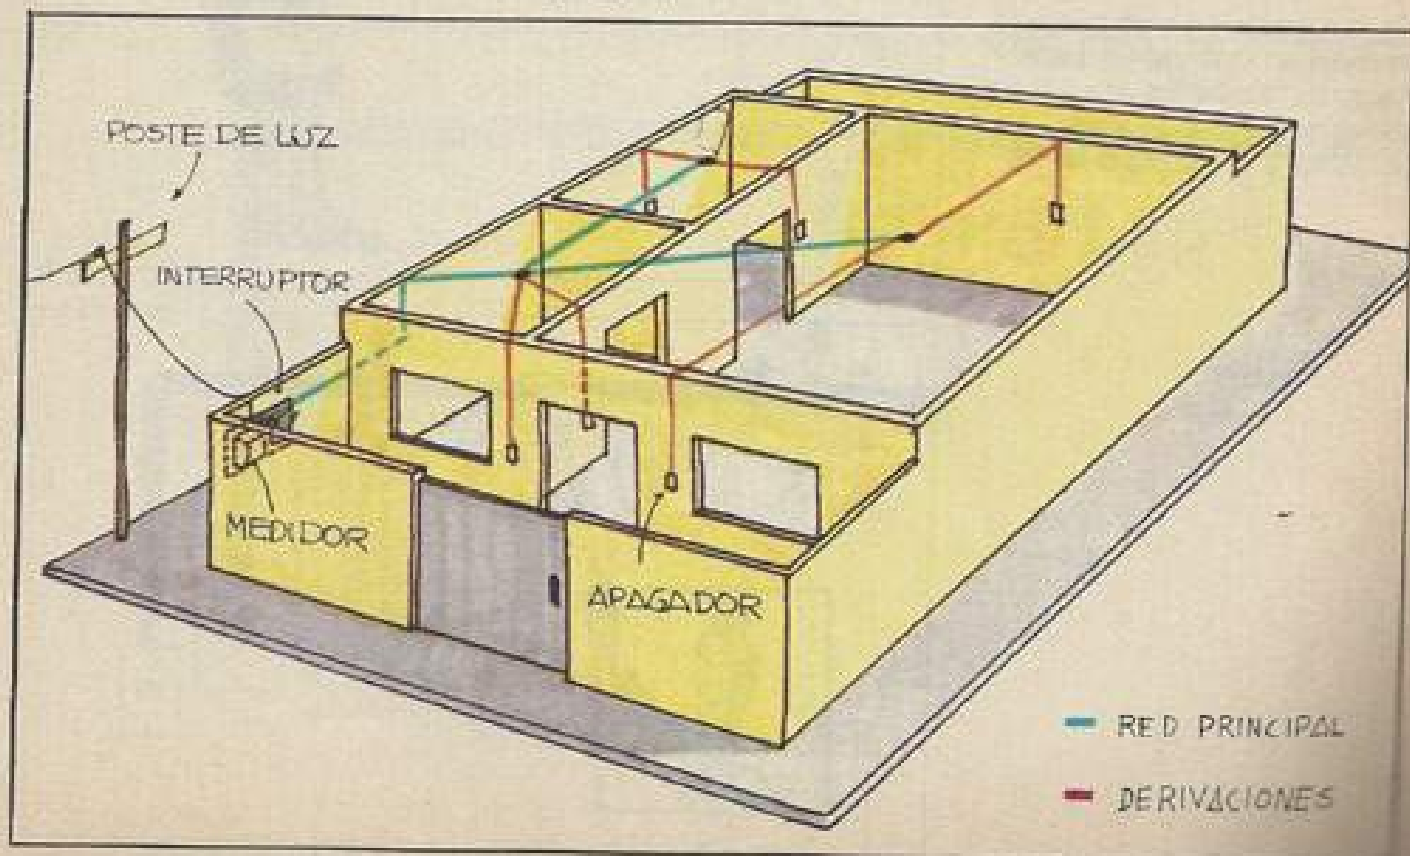 POSTE DE LUZ
INTERRUPTOR
MEDIDOR
APAGADOR
RED PRINCIPAL
DERIVACIONES